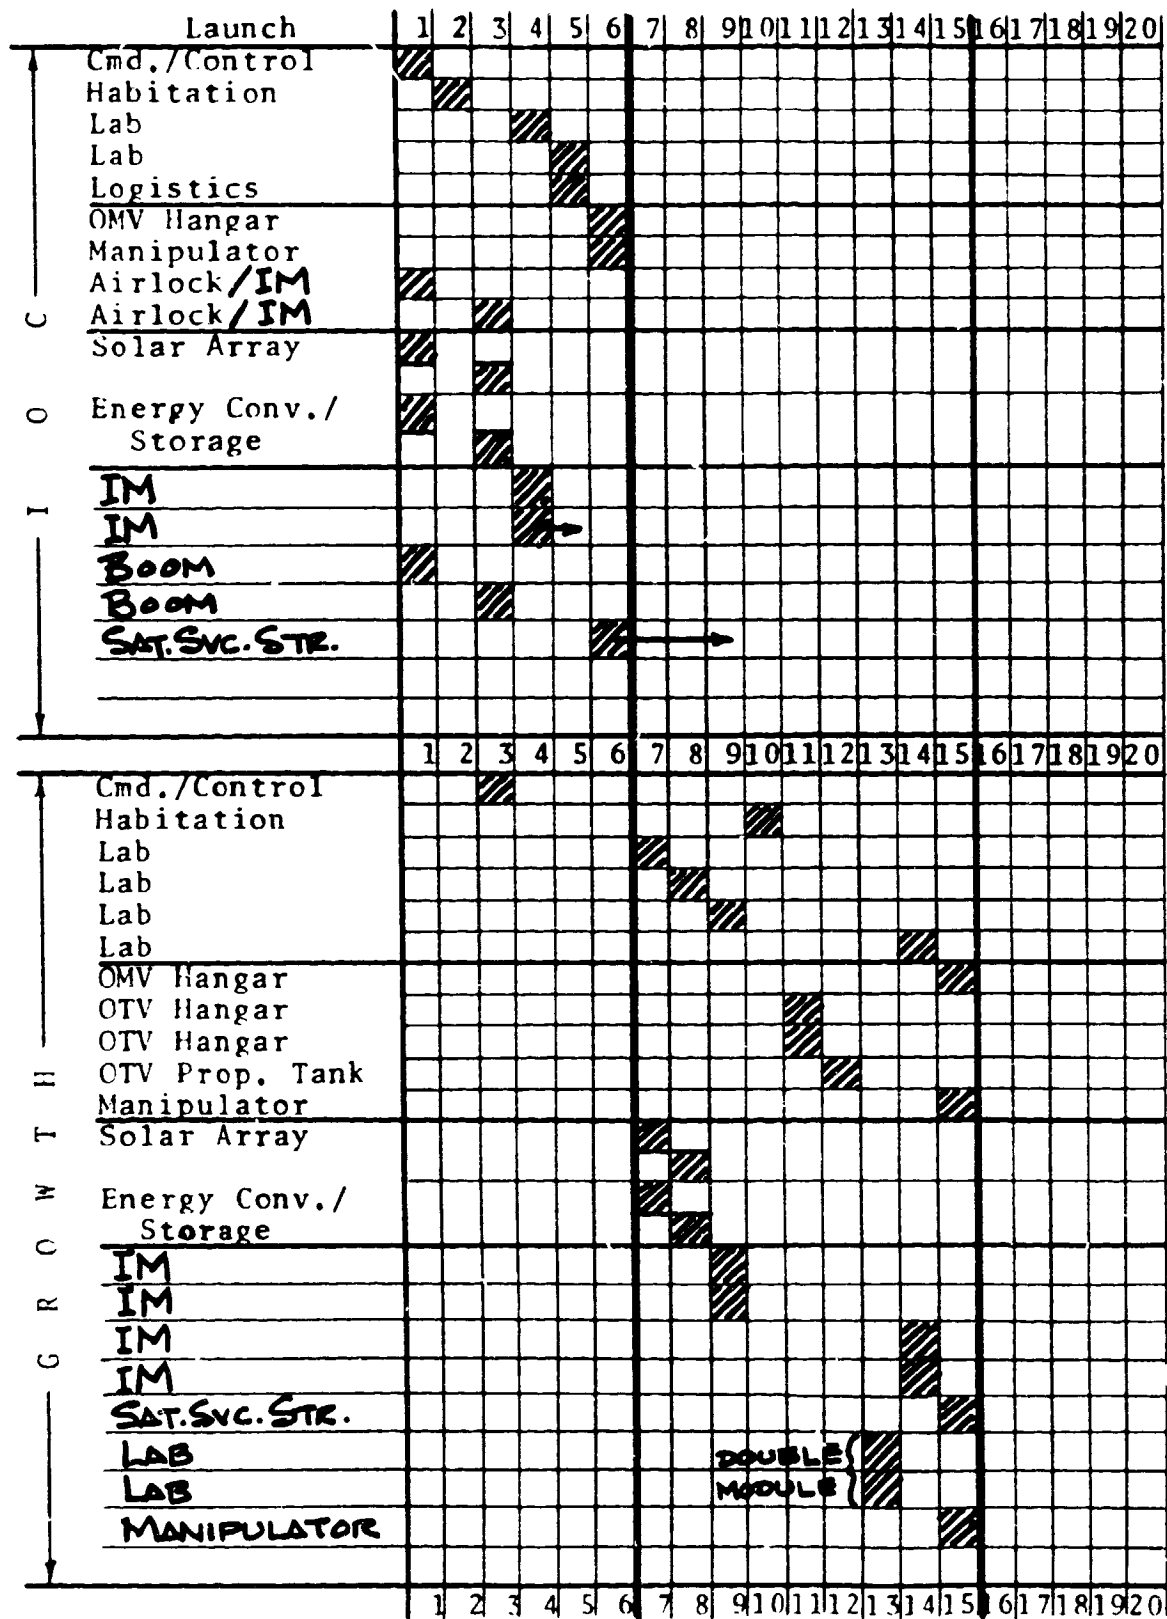 Launch 1 2 3 4 5 6 7 8 9 10 11 12 13 14 15 16 17 18 19 20
Cmd./Control
Habitation
Lab
Lab
Logistics
OMV Hangar
Manipulator
Airlock/IM
Airlock/IM
Solar Array
Energy Conv./
Storage
IM
IM
BOOM
BOOM
SAT.SVC.STR.
IOC
1 2 3 4 5 6 7 8 9 10 11 12 13 14 15 16 17 18 19 20
Cmd./Control
Habitation
Lab
Lab
Lab
Lab
OMV Hangar
OTV Hangar
OTV Hangar
OTV Prop. Tank
Manipulator
Solar Array
Energy Conv./
Storage
IM
IM
IM
IM
SAT.SVC.STR.
LAB DOUBLE
LAB MODULE
MANIPULATOR
GROWTH
1 2 3 4 5 6 7 8 9 10 11 12 13 14 15 16 17 18 19 20